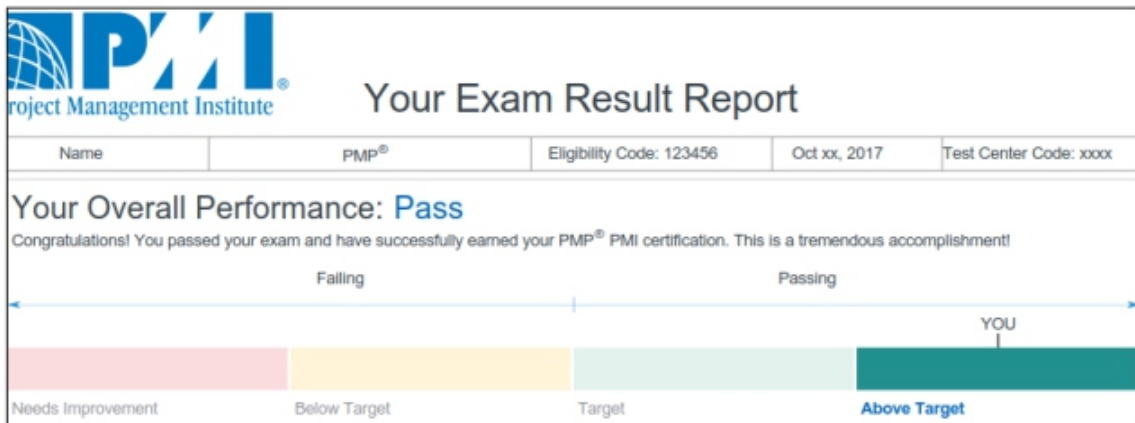 PMI®
roject Management Institute
Your Exam Result Report
Name PMP® Eligibility Code: 123456 Oct xx, 2017 Test Center Code: xxxx
Your Overall Performance: Pass
Congratulations! You passed your exam and have successfully earned your PMP® PMI certification. This is a tremendous accomplishment!
Failing Passing
YOU
Needs Improvement Below Target Target Above Target